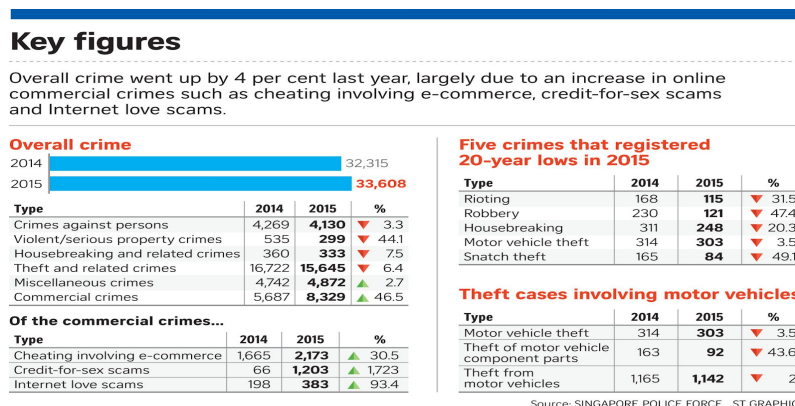 Key figures
Overall crime went up by 4 per cent last year, largely due to an increase in online
commercial crimes such as cheating involving e-commerce, credit-for-sex scams
and Internet love scams.
Overall crime
2014 32,315
2015 33,608
Type 2014 2015 %
Crimes against persons 4,269 4,130 ▼ 3.3
Violent/serious property crimes 535 299 ▼ 44.1
Housebreaking and related crimes 360 333 ▼ 7.5
Theft and related crimes 16,722 15,645 ▼ 6.4
Miscellaneous crimes 4,742 4,872 ▲ 2.7
Commercial crimes 5,687 8,329 ▲ 46.5
Of the commercial crimes...
Type 2014 2015 %
Cheating involving e-commerce 1,665 2,173 ▲ 30.5
Credit-for-sex scams 66 1,203 ▲ 1,723
Internet love scams 198 383 ▲ 93.4
Five crimes that registered
20-year lows in 2015
Type 2014 2015 %
Rioting 168 115 ▼ 31.5
Robbery 230 121 ▼ 47.4
Housebreaking 311 248 ▼ 20.3
Motor vehicle theft 314 303 ▼ 3.5
Snatch theft 165 84 ▼ 49.1
Theft cases involving motor vehicles
Type 2014 2015 %
Motor vehicle theft 314 303 ▼ 3.5
Theft of motor vehicle
component parts 163 92 ▼ 43.6
Theft from
motor vehicles 1,165 1,142 ▼ 2
Source: SINGAPORE POLICE FORCE ST GRAPHIC